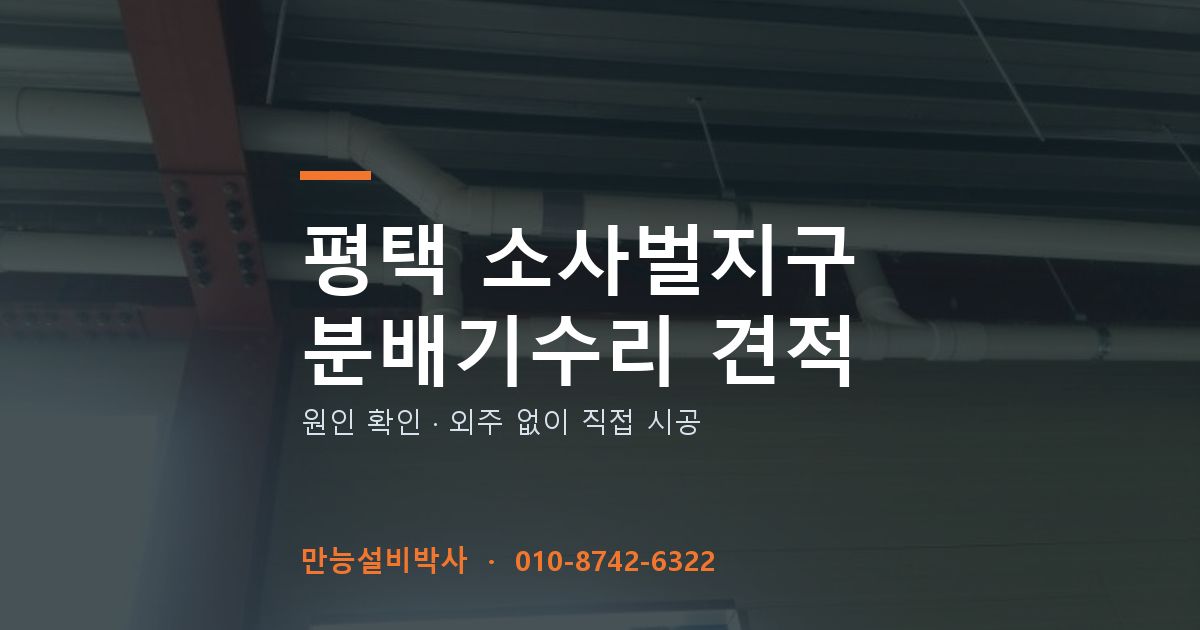 평택 소사벌지구
분배기수리 견적
원인 확인 · 외주 없이 직접 시공
만능설비박사 · 010-8742-6322